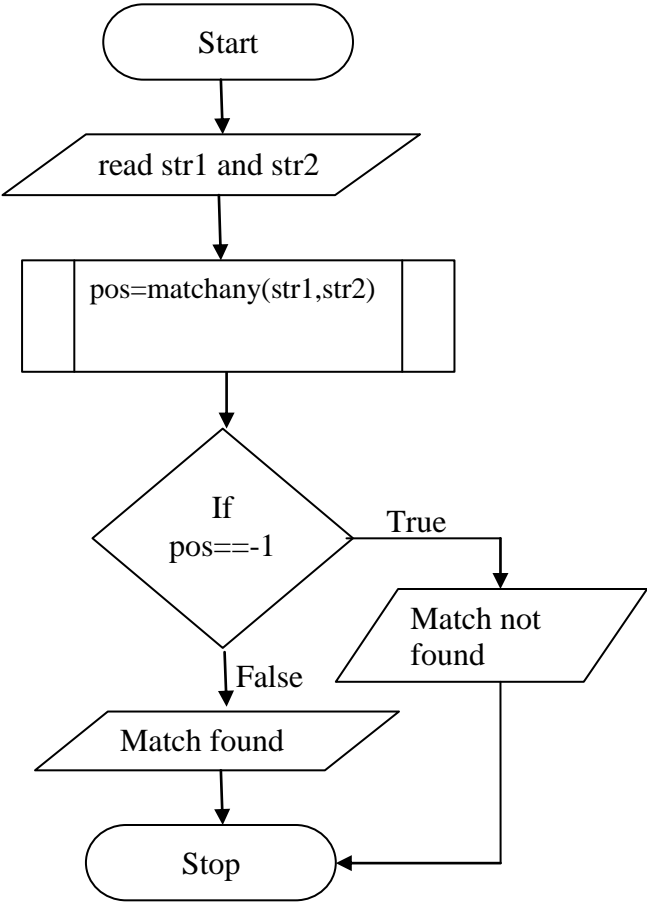 Start
read str1 and str2
pos=matchany(str1,str2)
If
pos==-1
True
Match not
found
False
Match found
Stop